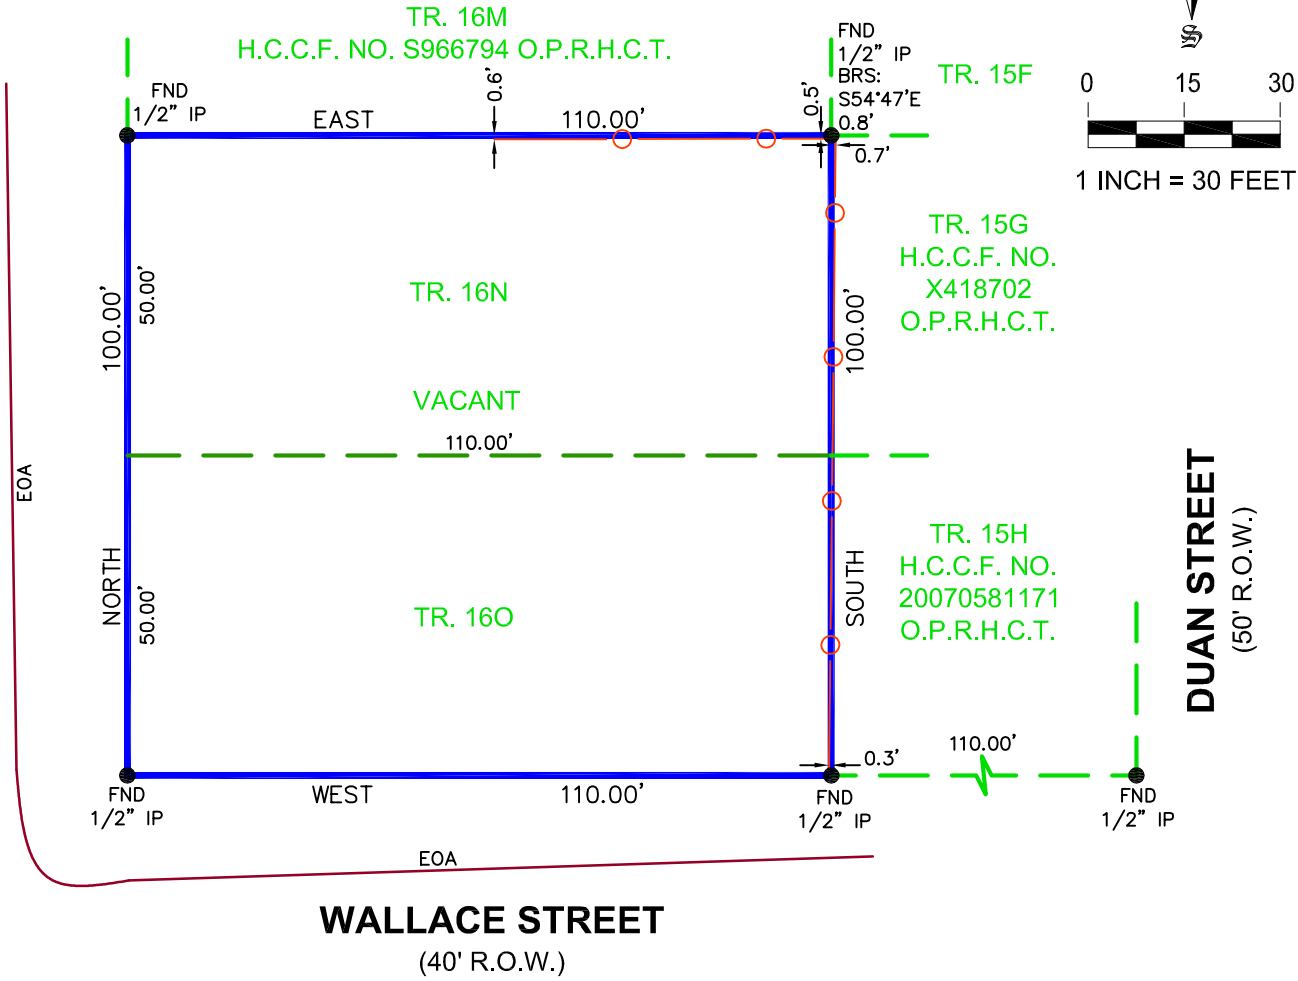 TR. 16M
H.C.C.F. NO. S966794 O.P.R.H.C.T.
FND
1/2" IP
EAST
0.6'
110.00'
0.5'
FND
1/2" IP
BRS:
S54°47'E
0.8'
0.7'
TR. 15F
S
0 15 30
1 INCH = 30 FEET
TR. 16N
100.00'
50.00'
VACANT
110.00'
100.00'
TR. 15G
H.C.C.F. NO.
X418702
O.P.R.H.C.T.
EOA
NORTH
50.00'
TR. 16O
SOUTH
TR. 15H
H.C.C.F. NO.
20070581171
O.P.R.H.C.T.
DUAN STREET
(50' R.O.W.)
0.3'
110.00'
FND
1/2" IP
WEST
110.00'
FND
1/2" IP
FND
1/2" IP
EOA
WALLACE STREET
(40' R.O.W.)